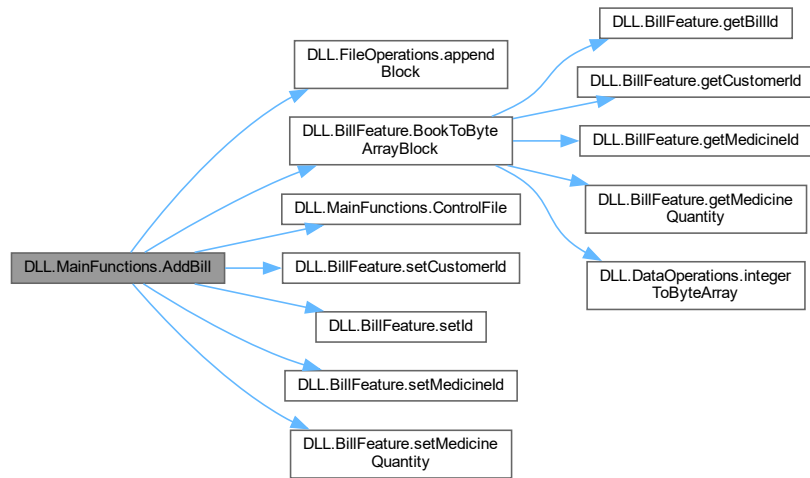 DLL.MainFunctions.AddBill
DLL.FileOperations.append
Block
DLL.BillFeature.BookToByte
ArrayBlock
DLL.MainFunctions.ControlFile
DLL.BillFeature.setCustomerId
DLL.BillFeature.setId
DLL.BillFeature.setMedicineId
DLL.BillFeature.setMedicine
Quantity
DLL.BillFeature.getBillId
DLL.BillFeature.getCustomerId
DLL.BillFeature.getMedicineId
DLL.BillFeature.getMedicine
Quantity
DLL.DataOperations.integer
ToByteArray